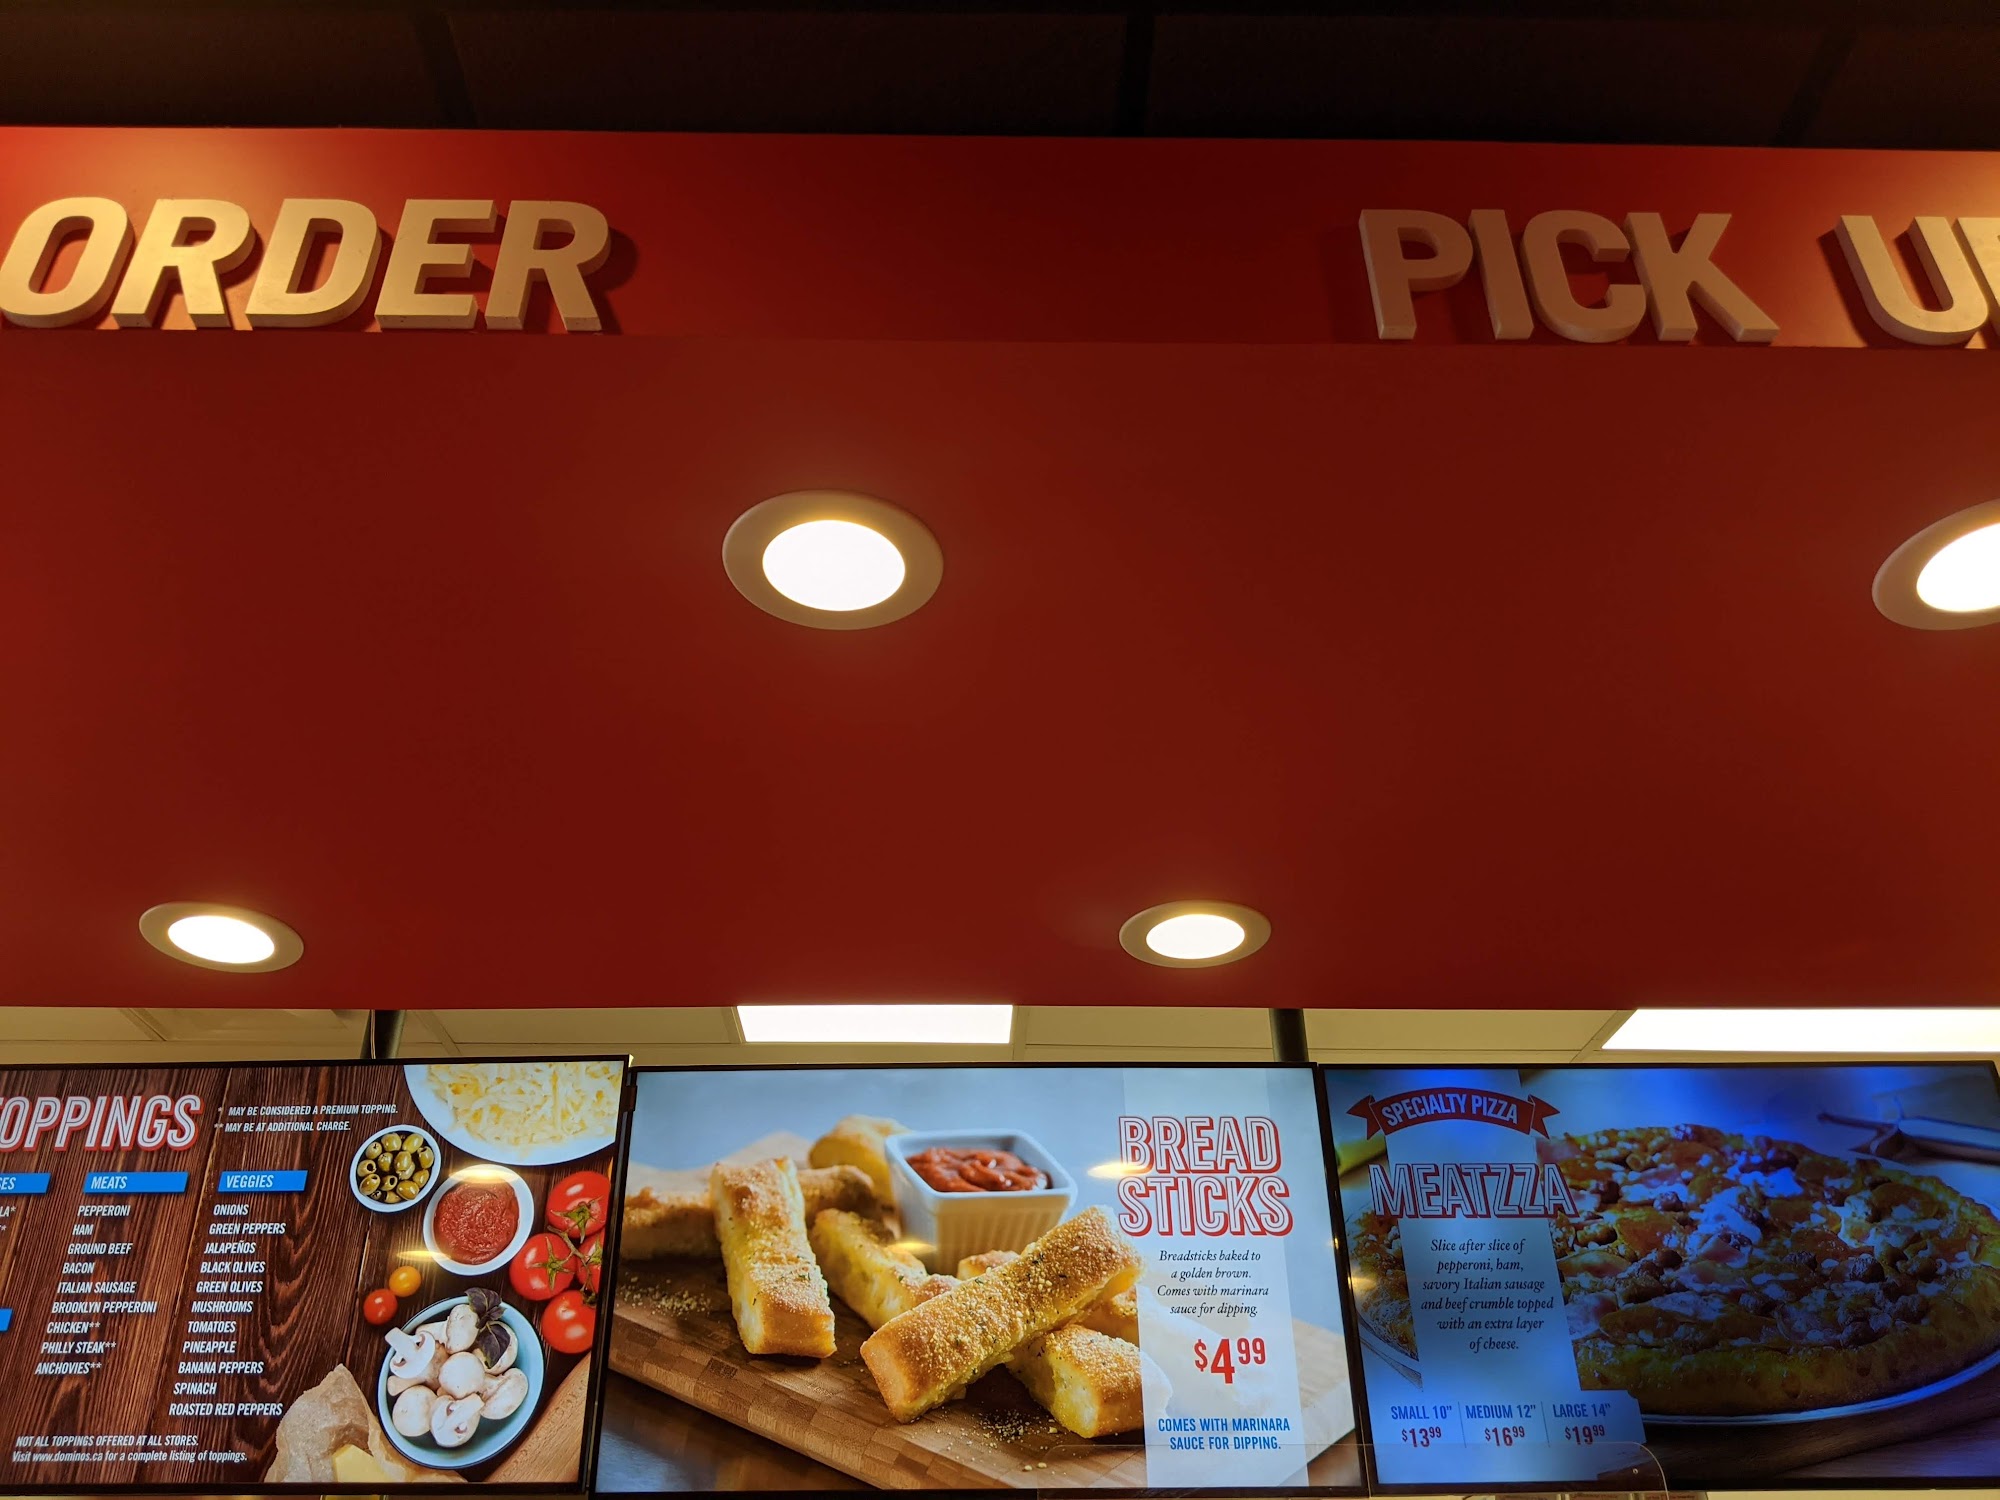 ORDER
PICK U
TOPPINGS
* MAY BE CONSIDERED A PREMIUM TOPPING.
** MAY BE AT ADDITIONAL CHARGE.
MEATS
PEPPERONI
HAM
GROUND BEEF
BACON
ITALIAN SAUSAGE
BROOKLYN PEPPERONI
CHICKEN**
PHILLY STEAK**
ANCHOVIES**
VEGGIES
ONIONS
GREEN PEPPERS
JALAPEÑOS
BLACK OLIVES
GREEN OLIVES
MUSHROOMS
TOMATOES
PINEAPPLE
BANANA PEPPERS
SPINACH
ROASTED RED PEPPERS
NOT ALL TOPPINGS OFFERED AT ALL STORES.
Visit www.dominos.ca for a complete listing of toppings.
BREAD
STICKS
Breadsticks baked to
a golden brown.
Comes with marinara
sauce for dipping.
$4.99
COMES WITH MARINARA
SAUCE FOR DIPPING.
SPECIALTY PIZZA
MEATZZA
Slice after slice of
pepperoni, ham,
savory Italian sausage
and beef crumble topped
with an extra layer
of cheese.
SMALL 10" MEDIUM 12" LARGE 14"
$13.99 $16.99 $19.99